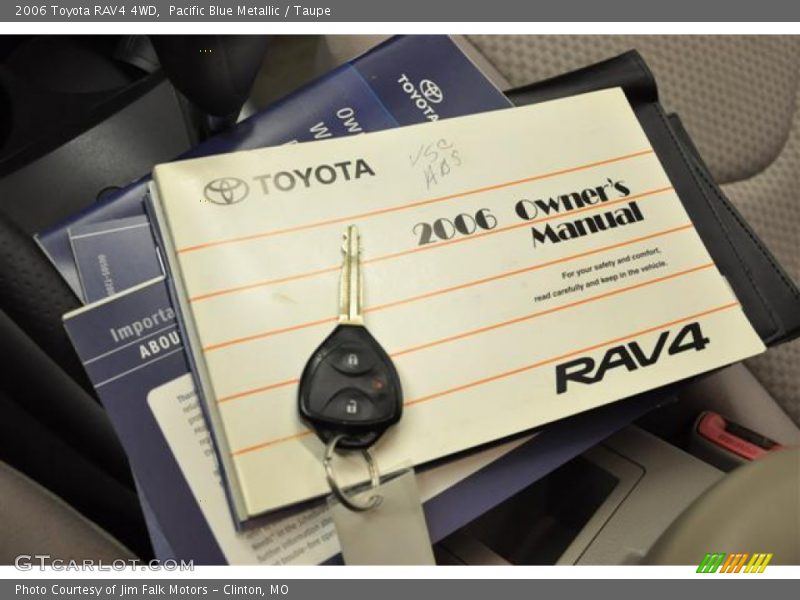 2006 Toyota RAV4 4WD, Pacific Blue Metallic / Taupe
TOYOTA
TOYOTA
VSC
ABS
2006 Owner's
Manual
For your safety and comfort,
read carefully and keep in the vehicle.
RAV4
Importa
ABOU
GTCARLOT.COM
Photo Courtesy of Jim Falk Motors - Clinton, MO